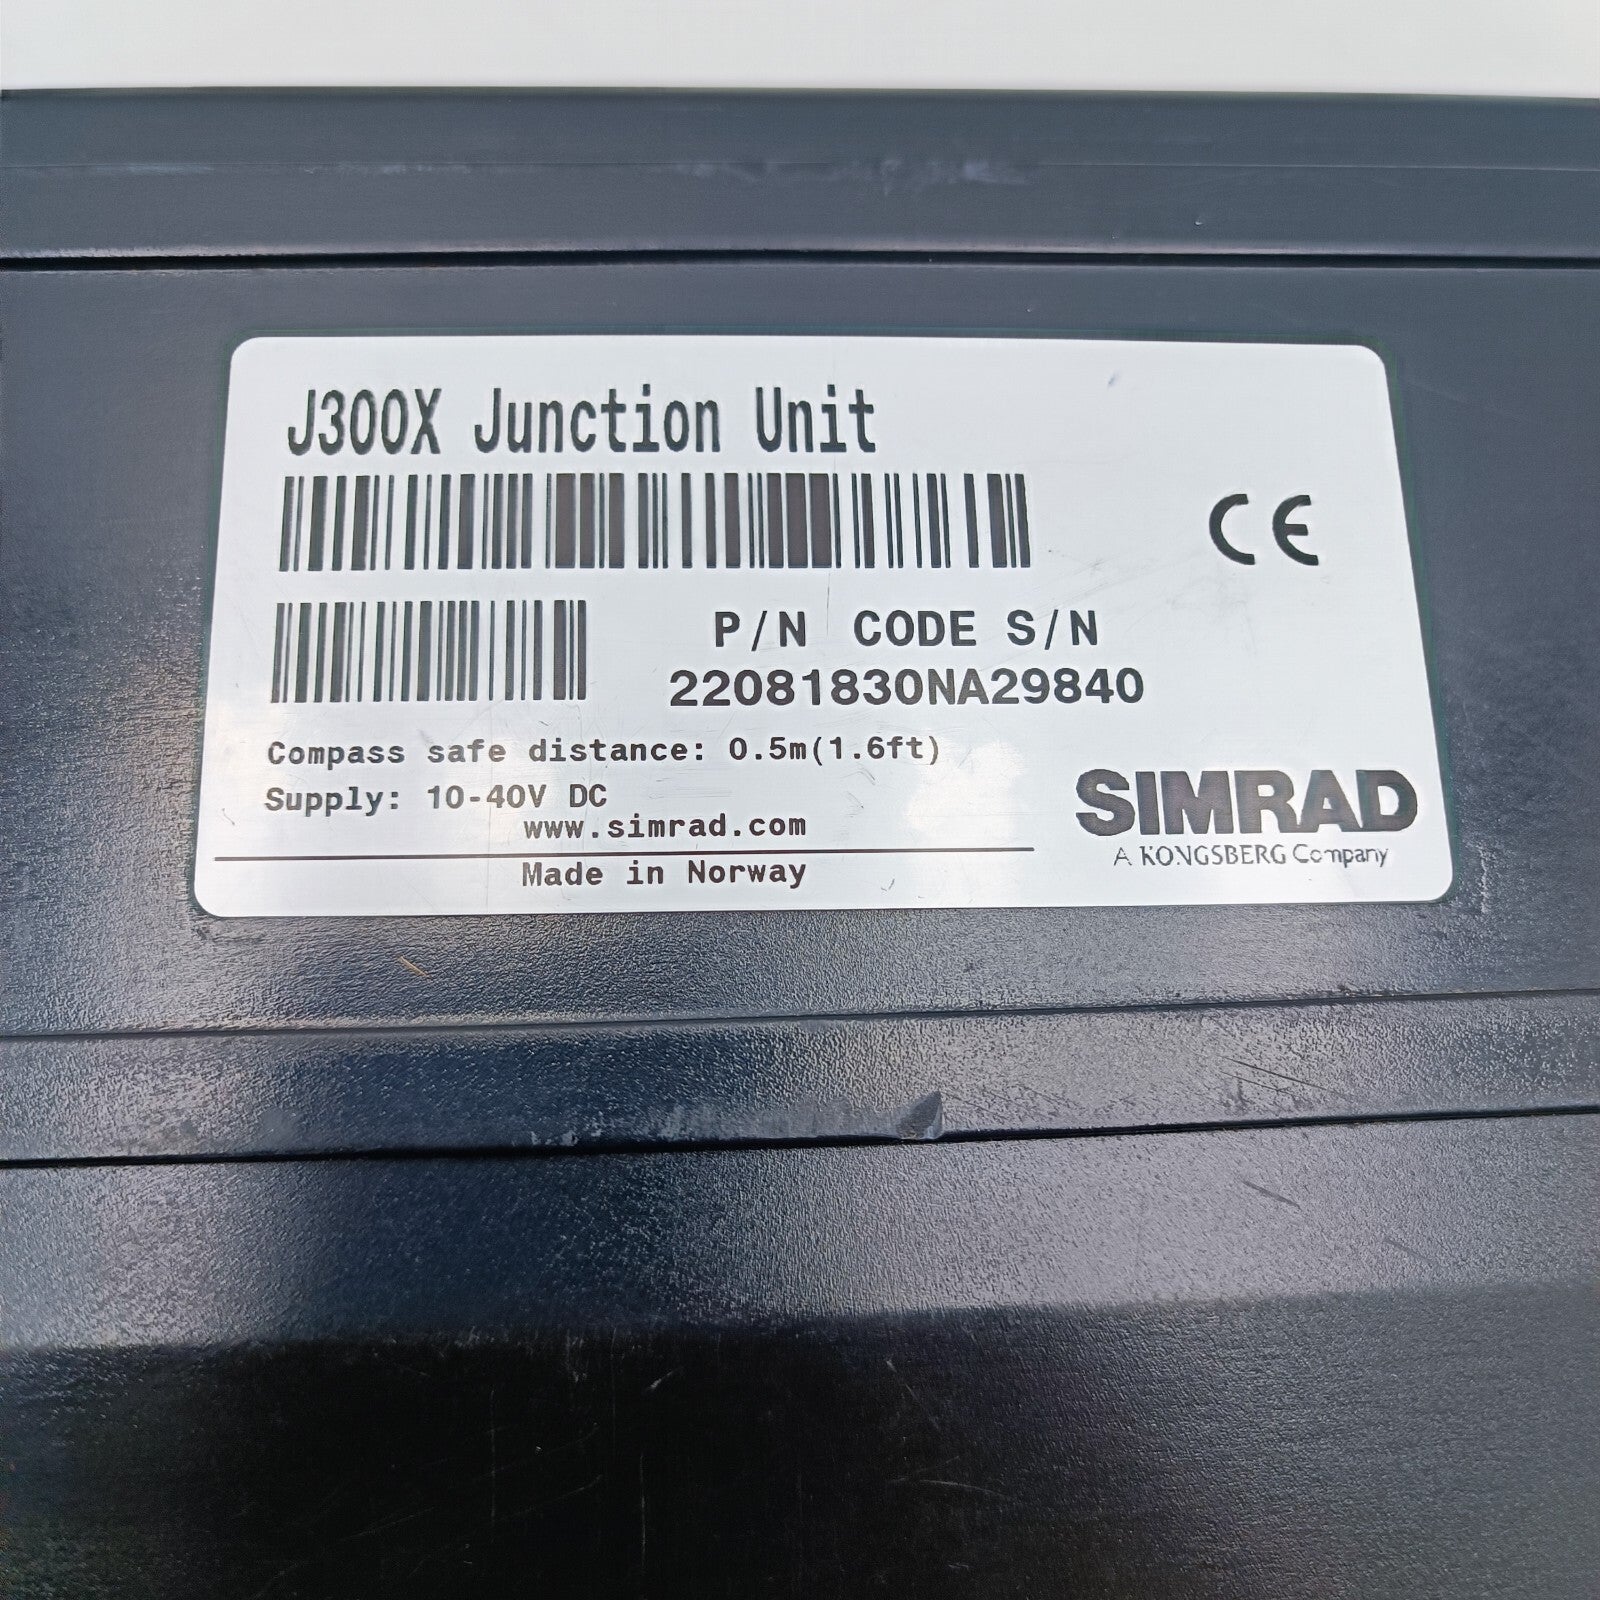 J300X Junction Unit
CE
P/N CODE S/N
22081830NA29840
Compass safe distance: 0.5m(1.6ft)
Supply: 10-40V DC
www.simrad.com
Made in Norway
SIMRAD
A KONGSBERG Company